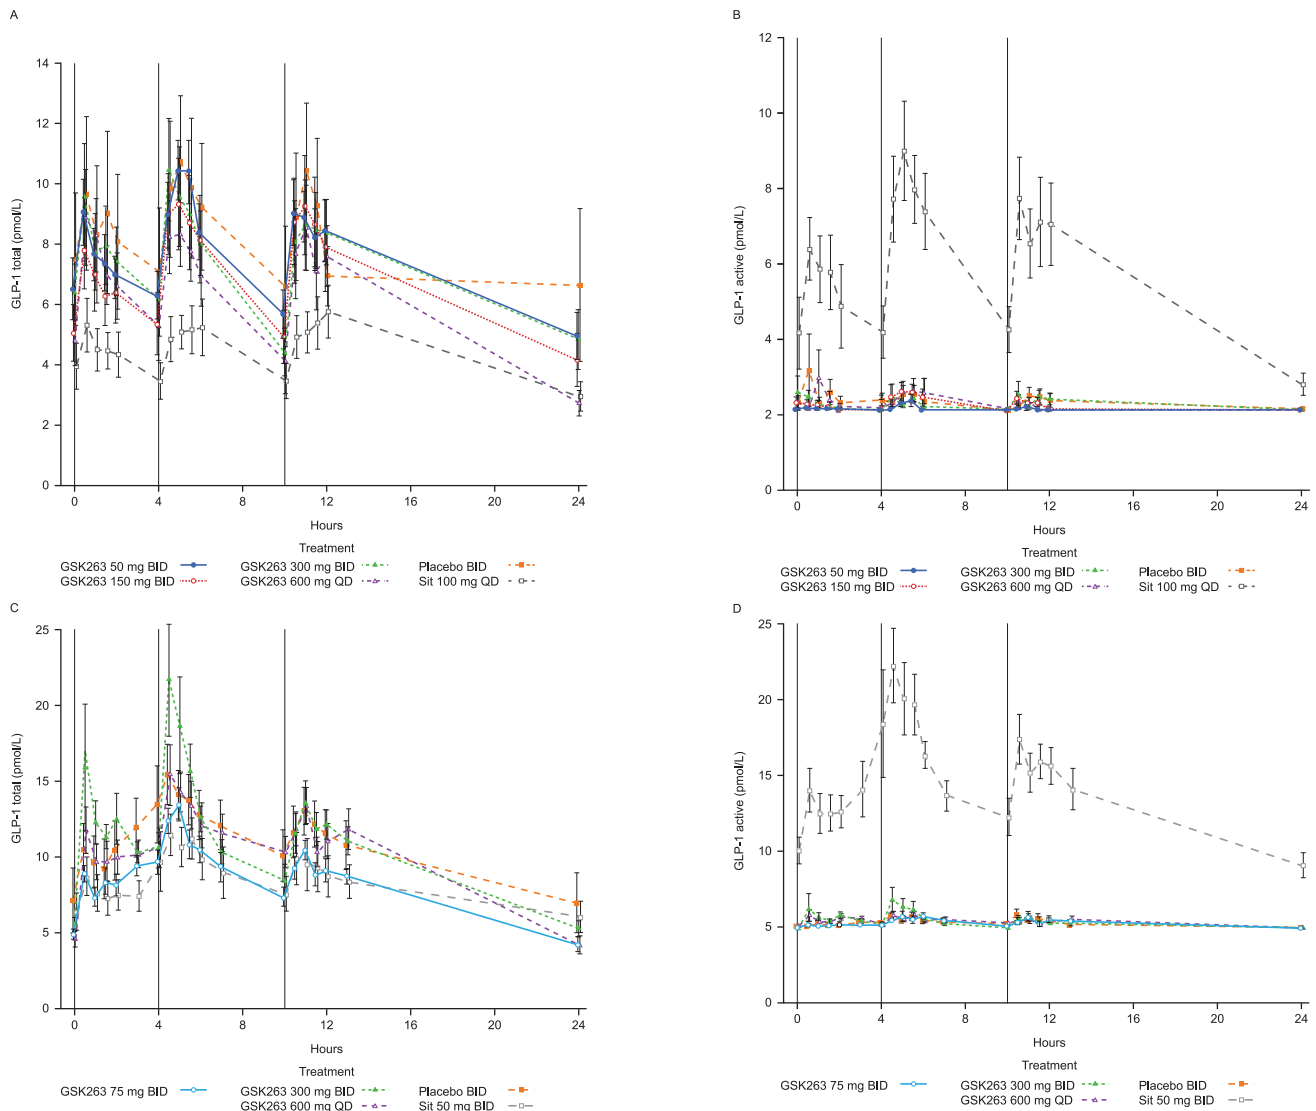 A
14
12
10
8
6
4
2
0
GLP-1 total (pmol/L)
0 4 8 12 16 20 24
Hours
Treatment
GSK263 50 mg BID GSK263 300 mg BID Placebo BID
GSK263 150 mg BID GSK263 600 mg QD Sit 100 mg QD
B
12
10
8
6
4
2
0
GLP-1 active (pmol/L)
0 4 8 12 16 20 24
Hours
Treatment
GSK263 50 mg BID GSK263 300 mg BID Placebo BID
GSK263 150 mg BID GSK263 600 mg QD Sit 100 mg QD
C
25
20
15
10
5
0
GLP-1 total (pmol/L)
0 4 8 12 16 20 24
Hours
Treatment
GSK263 75 mg BID GSK263 300 mg BID Placebo BID
GSK263 600 mg QD Sit 50 mg BID
D
25
20
15
10
5
0
GLP-1 active (pmol/L)
0 4 8 12 16 20 24
Hours
Treatment
GSK263 75 mg BID GSK263 300 mg BID Placebo BID
GSK263 600 mg QD Sit 50 mg BID